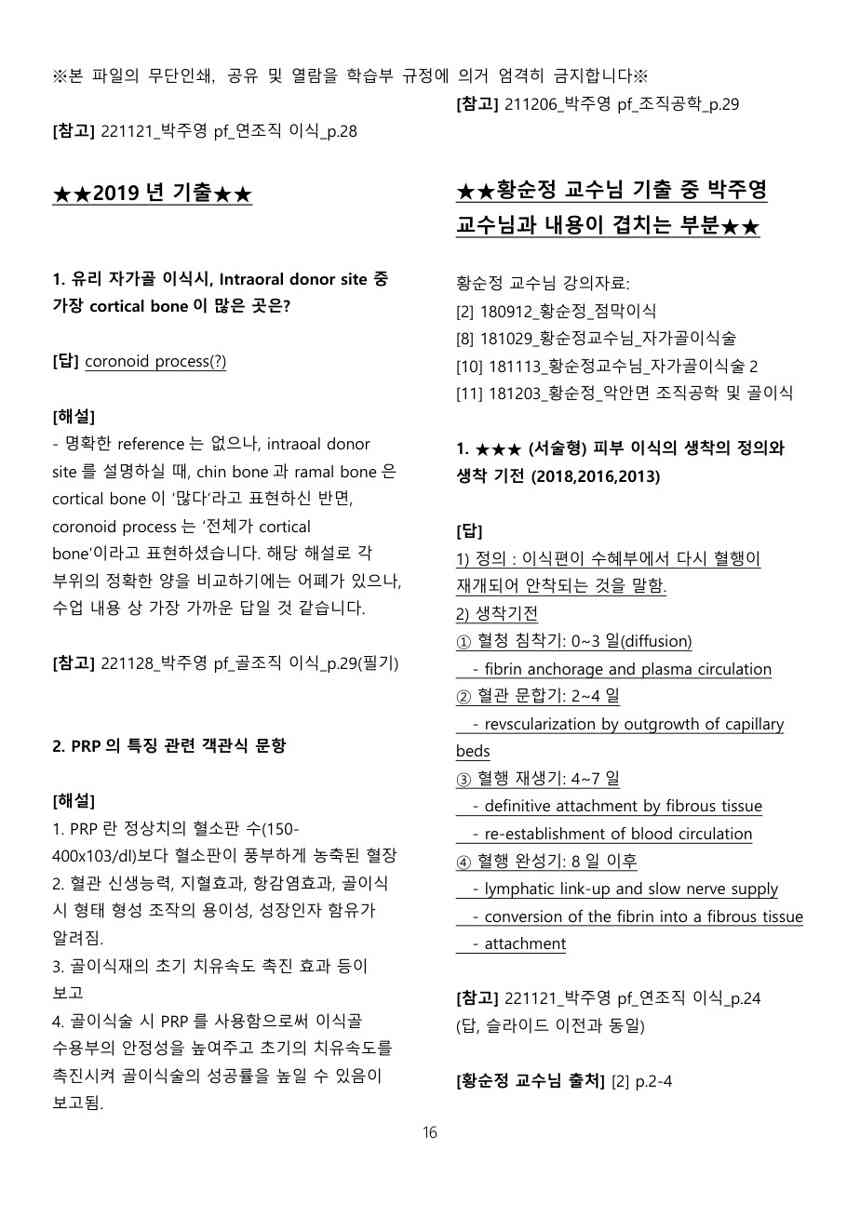 ※본 파일의 무단인쇄, 공유 및 열람을 학습부 규정에 의거 엄격히 금지합니다※
[참고] 221121_박주영 pf_연조직 이식_p.28
★★2019 년 기출★★
1. 유리 자가골 이식시, Intraoral donor site 중
가장 cortical bone 이 많은 곳은?
[답] coronoid process(?)
[해설]
- 명확한 reference 는 없으나, intraoal donor
site 를 설명하실 때, chin bone 과 ramal bone 은
cortical bone 이 '많다'라고 표현하신 반면,
coronoid process 는 '전체가 cortical
bone'이라고 표현하셨습니다. 해당 해설로 각
부위의 정확한 양을 비교하기에는 어폐가 있으나,
수업 내용 상 가장 가까운 답일 것 같습니다.
[참고] 221128_박주영 pf_골조직 이식_p.29(필기)
2. PRP 의 특징 관련 객관식 문항
[해설]
1. PRP 란 정상치의 혈소판 수(150-
400x103/dl)보다 혈소판이 풍부하게 농축된 혈장
2. 혈관 신생능력, 지혈효과, 항감염효과, 골이식
시 형태 형성 조작의 용이성, 성장인자 함유가
알려짐.
3. 골이식재의 초기 치유속도 촉진 효과 등이
보고
4. 골이식술 시 PRP 를 사용함으로써 이식골
수용부의 안정성을 높여주고 초기의 치유속도를
촉진시켜 골이식술의 성공률을 높일 수 있음이
보고됨.
[참고] 211206_박주영 pf_조직공학_p.29
★★황순정 교수님 기출 중 박주영
교수님과 내용이 겹치는 부분★★
황순정 교수님 강의자료:
[2] 180912_황순정_점막이식
[8] 181029_황순정교수님_자가골이식술
[10] 181113_황순정교수님_자가골이식술 2
[11] 181203_황순정_악안면 조직공학 및 골이식
1. ★★★ (서술형) 피부 이식의 생착의 정의와
생착 기전 (2018,2016,2013)
[답]
1) 정의 : 이식편이 수혜부에서 다시 혈행이
재개되어 안착되는 것을 말함.
2) 생착기전
① 혈청 침착기: 0~3 일(diffusion)
- fibrin anchorage and plasma circulation
② 혈관 문합기: 2~4 일
- revscularization by outgrowth of capillary
beds
③ 혈행 재생기: 4~7 일
- definitive attachment by fibrous tissue
- re-establishment of blood circulation
④ 혈행 완성기: 8 일 이후
- lymphatic link-up and slow nerve supply
- conversion of the fibrin into a fibrous tissue
- attachment
[참고] 221121_박주영 pf_연조직 이식_p.24
(답, 슬라이드 이전과 동일)
[황순정 교수님 출처] [2] p.2-4
16